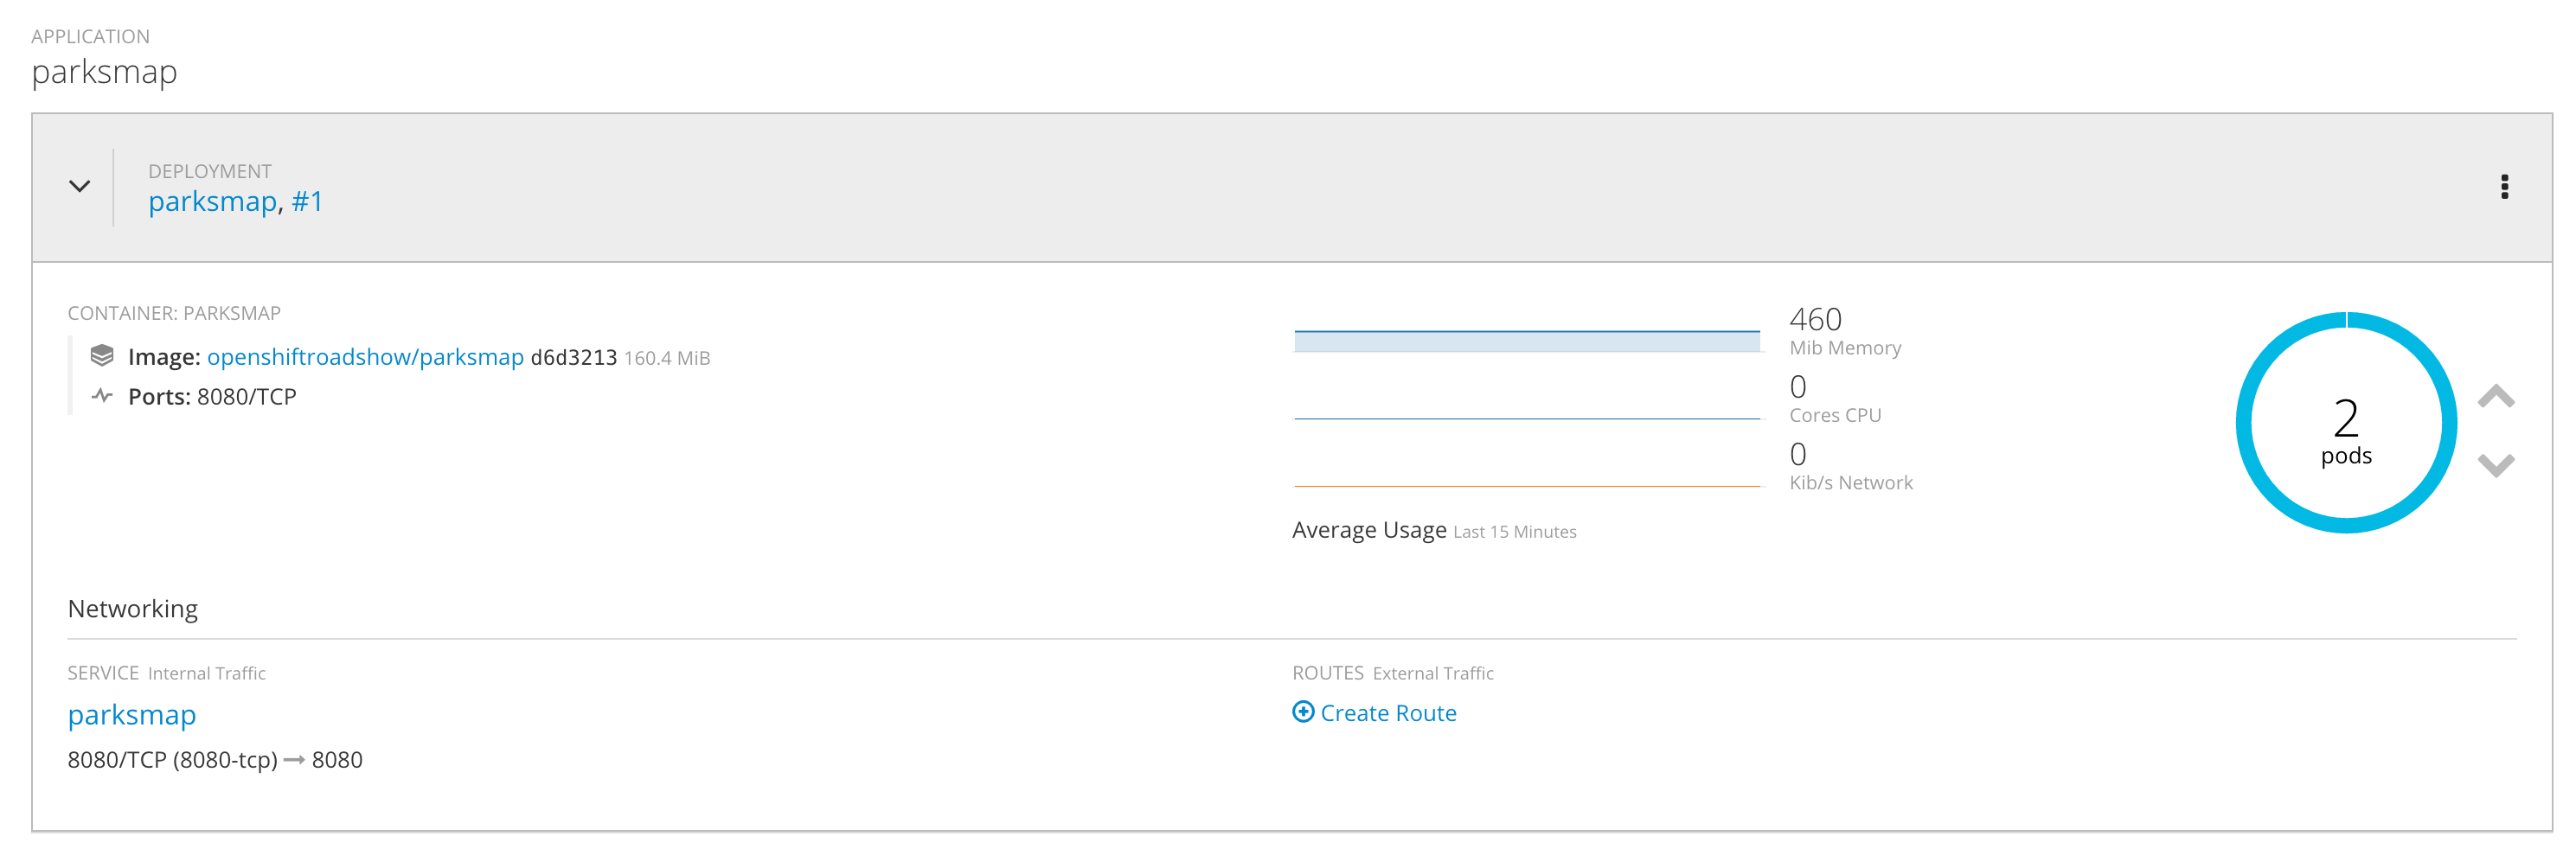 APPLICATION
parksmap
DEPLOYMENT
parksmap, #1
CONTAINER: PARKSMAP
Image: openshiftroadshow/parksmap d6d3213 160.4 MiB
Ports: 8080/TCP
460
Mib Memory
0
Cores CPU
0
Kib/s Network
Average Usage Last 15 Minutes
2
pods
Networking
SERVICE Internal Traffic
parksmap
8080/TCP (8080-tcp) → 8080
ROUTES External Traffic
Create Route